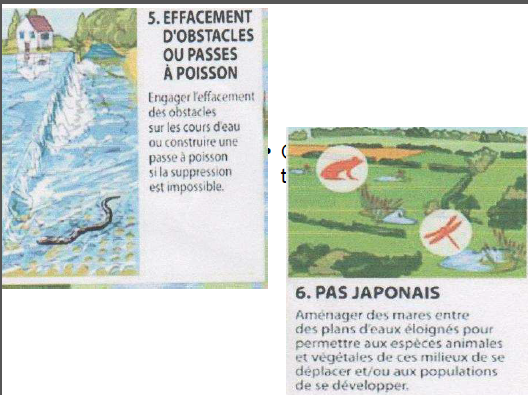 5. EFFACEMENT
D'OBSTACLES
OU PASSES
À POISSON
Engager l'effacement
des obstacles
sur les cours d'eau
ou construire une
passe à poisson
si la suppression
est impossible.
6. PAS JAPONAIS
Aménager des mares entre
des plans d'eaux éloignés pour
permettre aux espèces animales
et végétales de ces milieux de se
déplacer et/ou aux populations
de se développer.